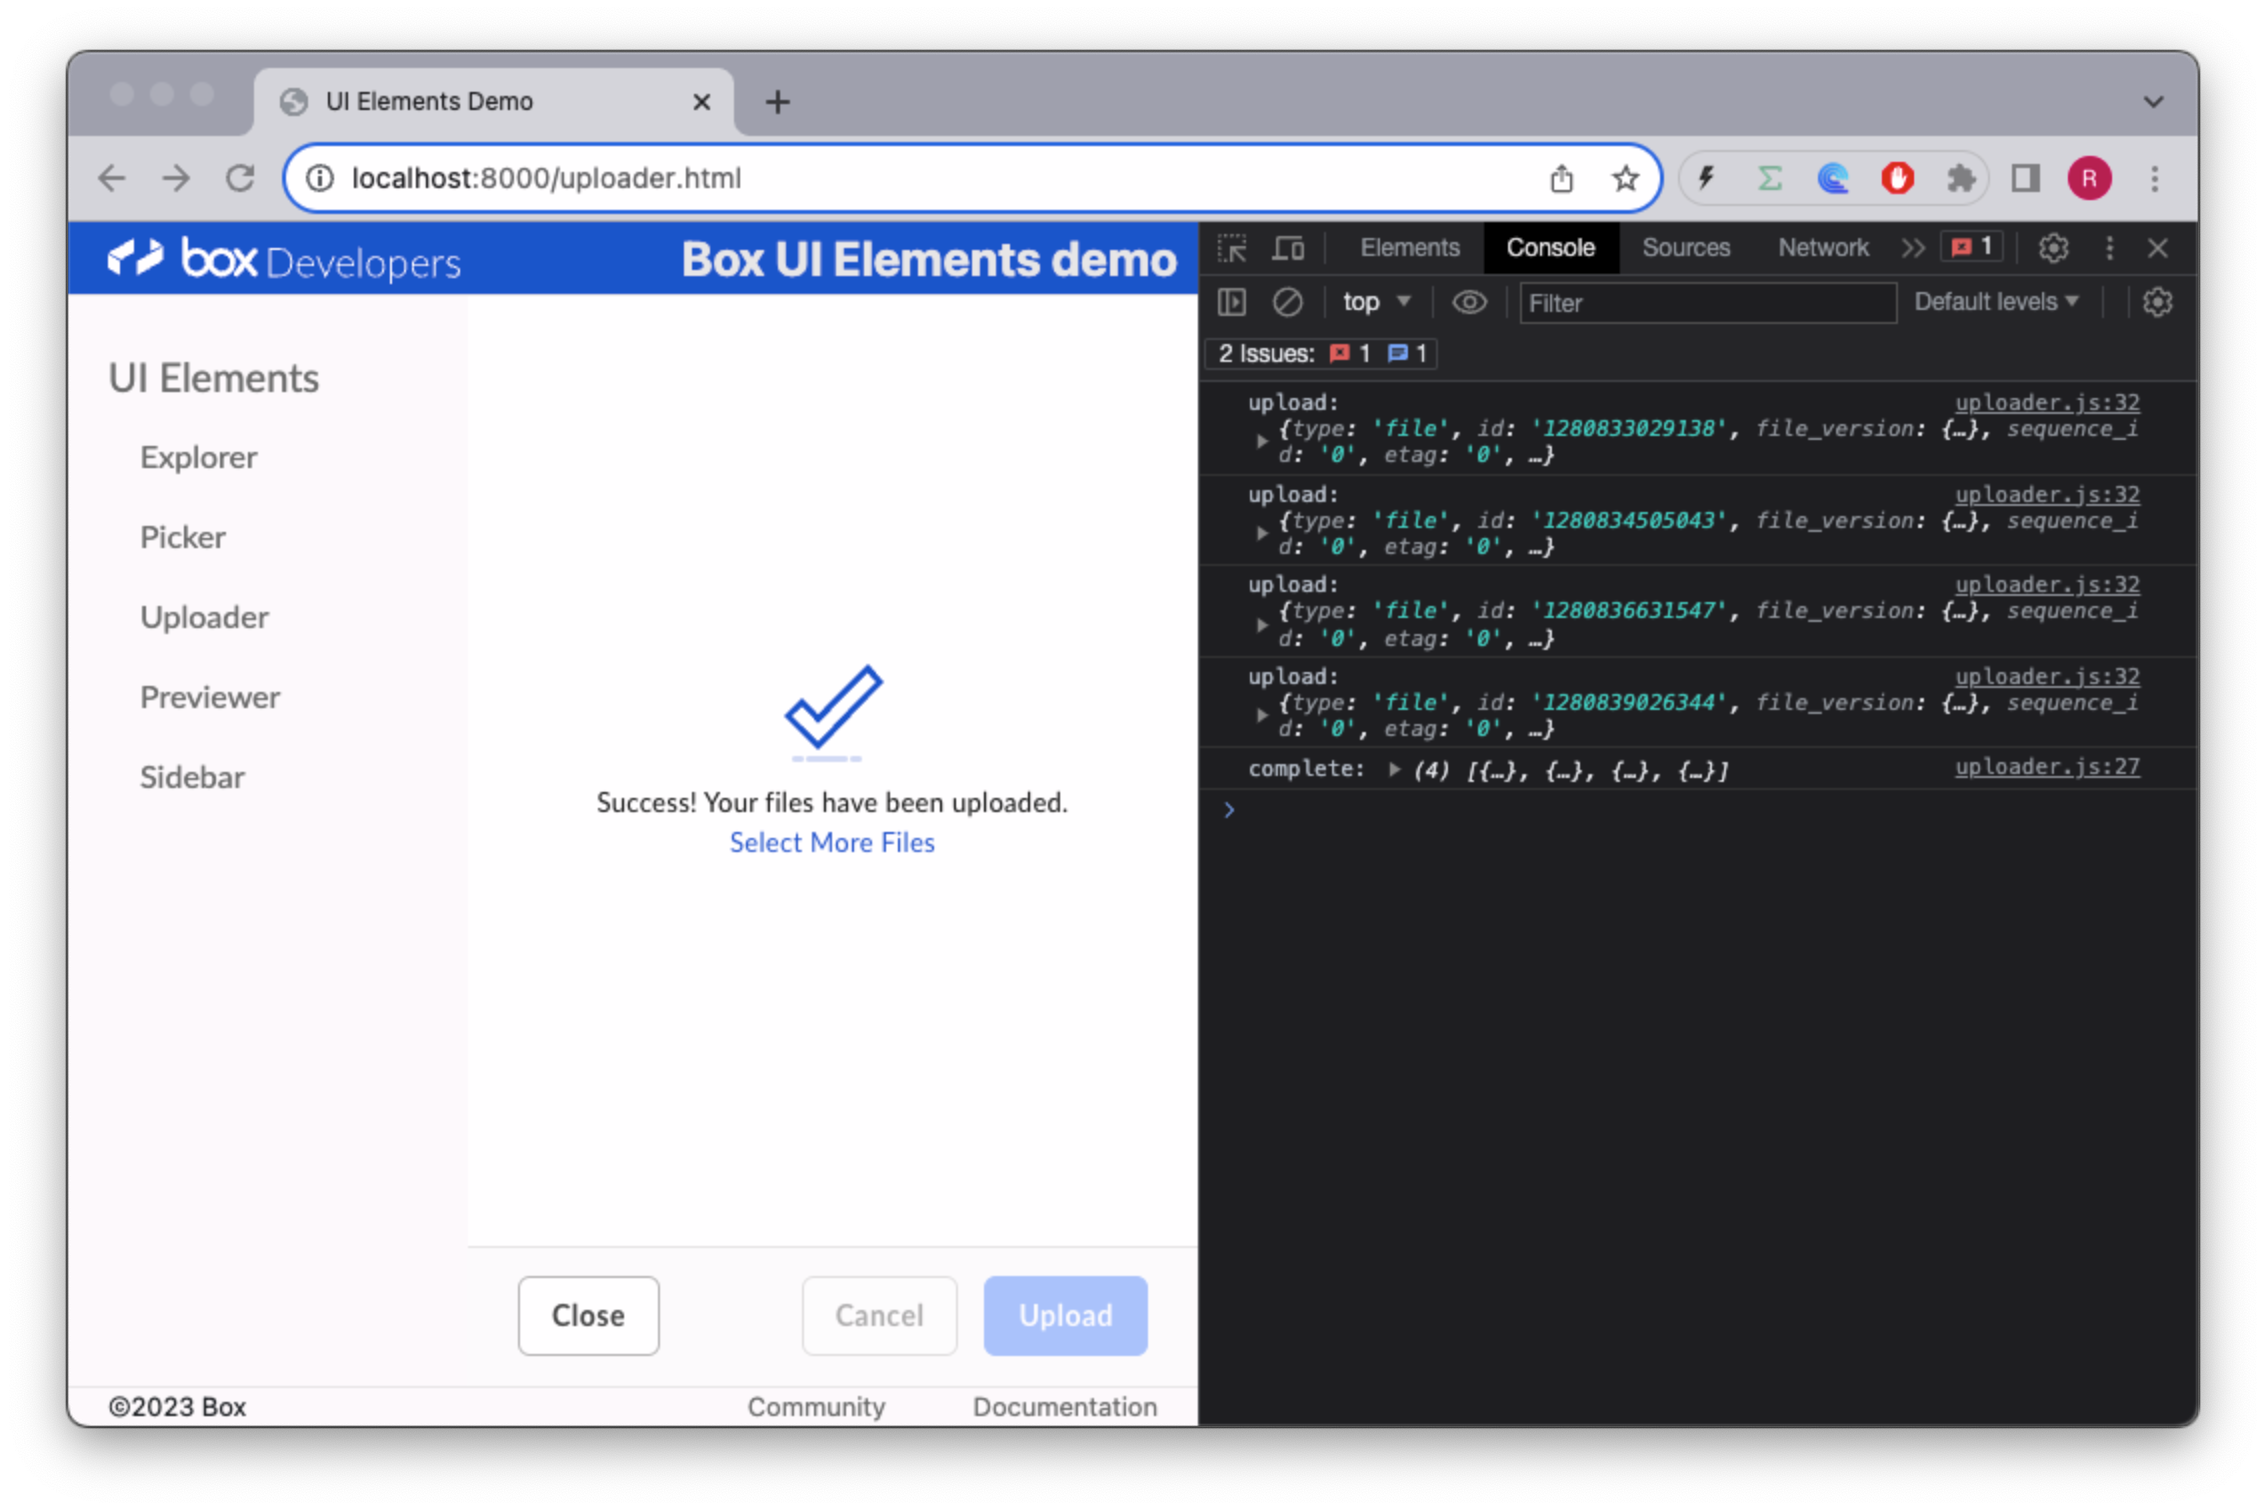 UI Elements Demo
localhost:8000/uploader.html
R
box Developers
Box UI Elements demo
UI Elements
Explorer
Picker
Uploader
Previewer
Sidebar
Success! Your files have been uploaded.
Select More Files
Close
Cancel
Upload
©2023 Box
Community
Documentation
Elements
Console
Sources
Network
1
top
Filter
Default levels
2 Issues: 1 1
upload: uploader.js:32
{type: 'file', id: '1280833029138', file_version: {…}, sequence_i
d: '0', etag: '0', …}
upload: uploader.js:32
{type: 'file', id: '1280834505043', file_version: {…}, sequence_i
d: '0', etag: '0', …}
upload: uploader.js:32
{type: 'file', id: '1280836631547', file_version: {…}, sequence_i
d: '0', etag: '0', …}
upload: uploader.js:32
{type: 'file', id: '1280839026344', file_version: {…}, sequence_i
d: '0', etag: '0', …}
complete: (4) [{…}, {…}, {…}, {…}] uploader.js:27